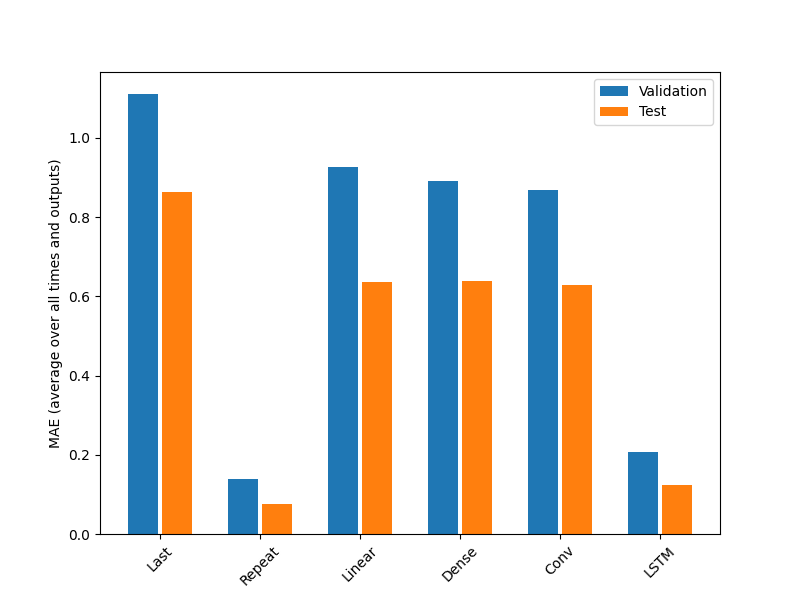 Validation
Test
MAE (average over all times and outputs)
1.0
0.8
0.6
0.4
0.2
0.0
Last
Repeat
Linear
Dense
Conv
LSTM